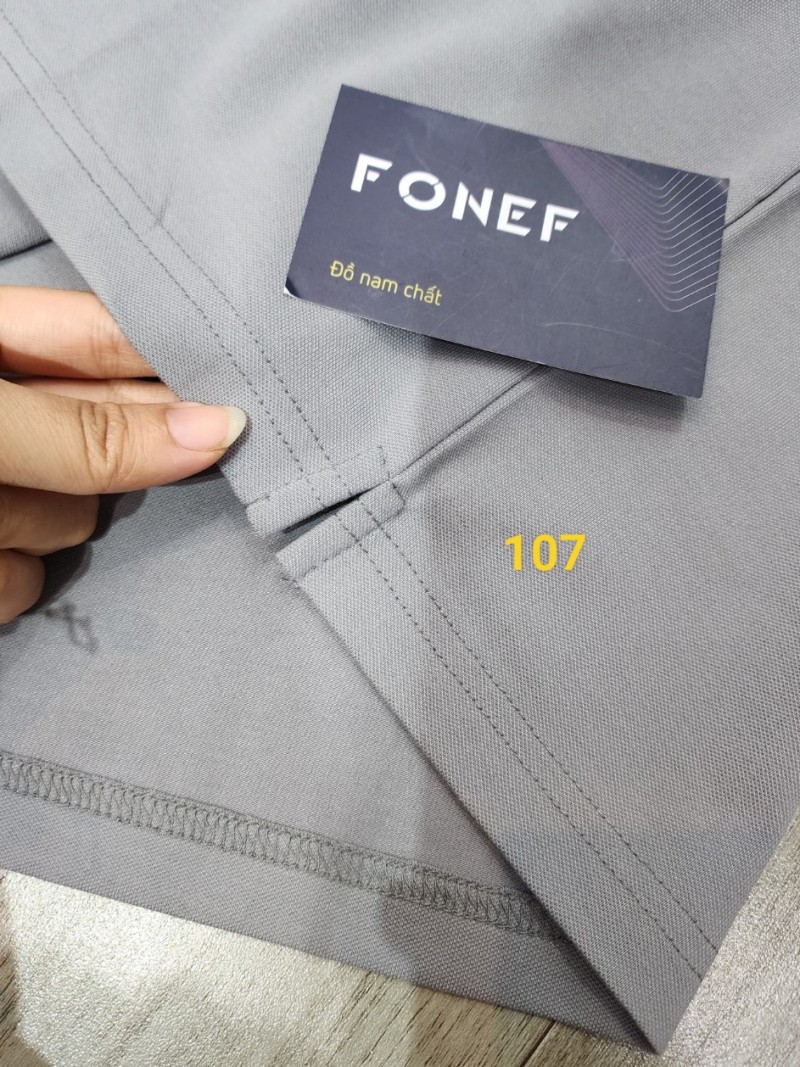 FONEF
Đồ nam chất
107